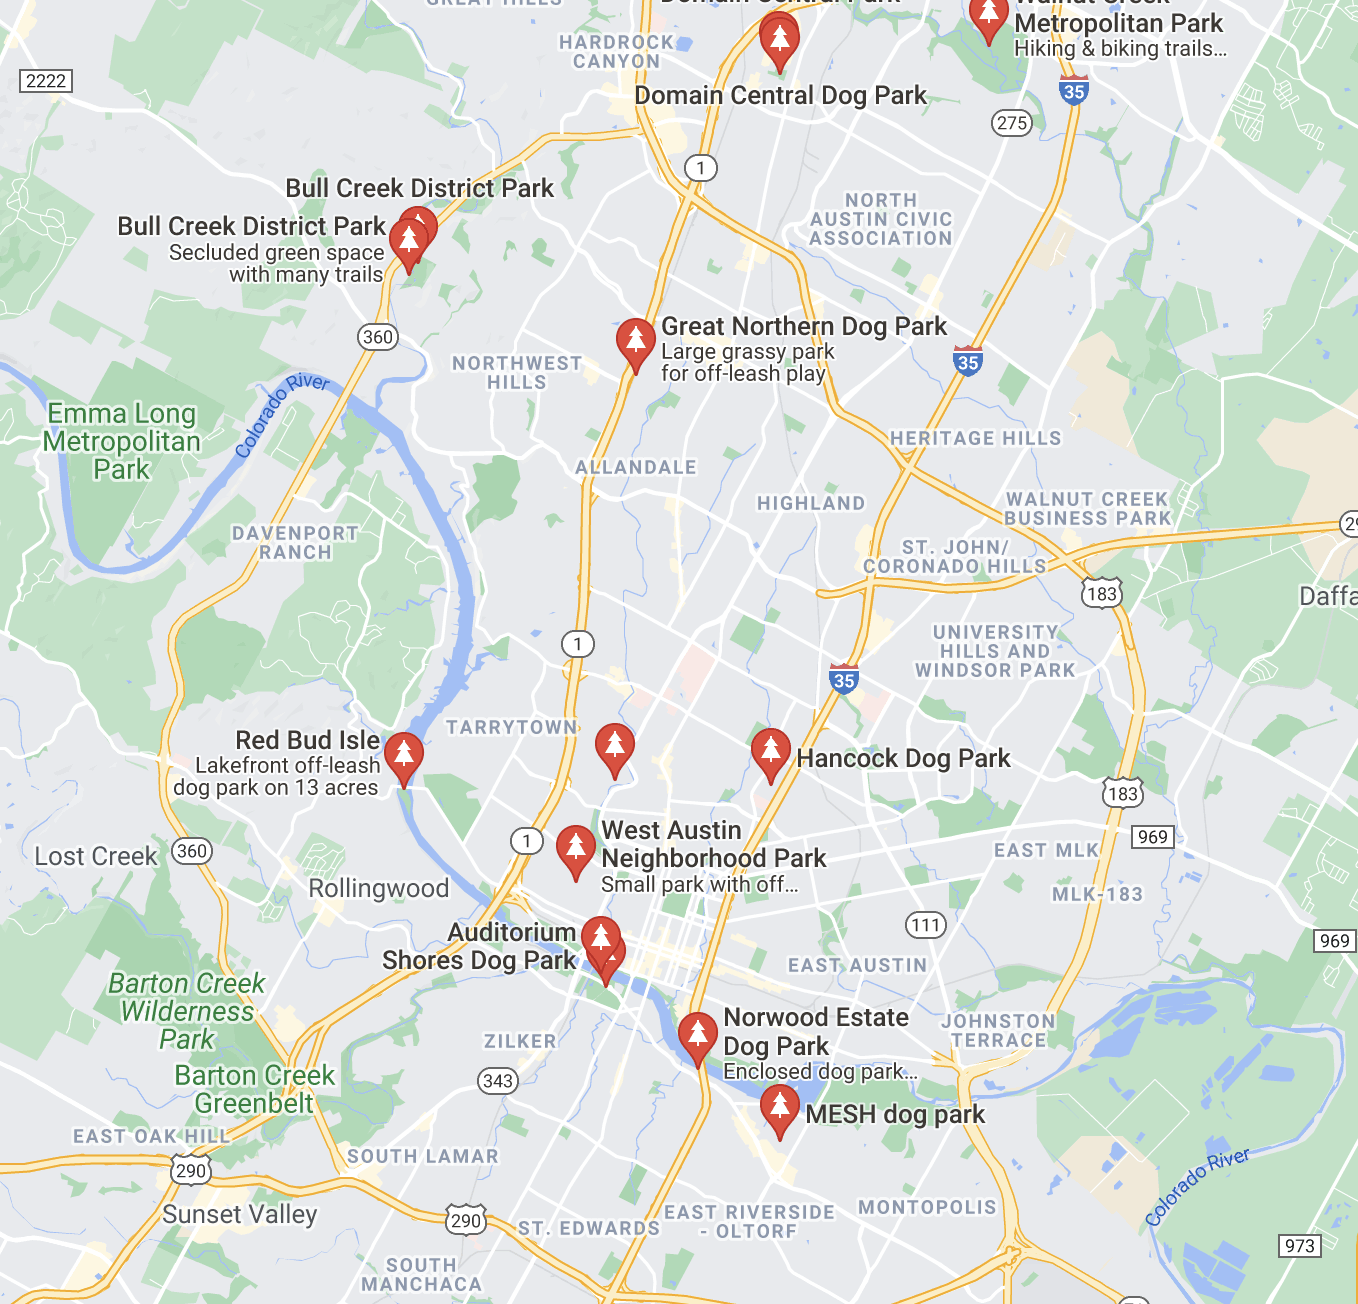 GREAT HILLS
Domain Central Park
Walnut Creek
Metropolitan Park
Hiking & biking trails...
HARDROCK
CANYON
2222
Domain Central Dog Park
35
275
1
Bull Creek District Park
Bull Creek District Park
Secluded green space
with many trails
NORTH
AUSTIN CIVIC
ASSOCIATION
360
Great Northern Dog Park
Large grassy park
for off-leash play
35
NORTHWEST
HILLS
Colorado River
Emma Long
Metropolitan
Park
HERITAGE HILLS
ALLANDALE
HIGHLAND
WALNUT CREEK
BUSINESS PARK
29
DAVENPORT
RANCH
ST. JOHN/
CORONADO HILLS
183
Daffa
1
UNIVERSITY
HILLS AND
WINDSOR PARK
35
TARRYTOWN
Red Bud Isle
Lakefront off-leash
dog park on 13 acres
Hancock Dog Park
183
969
West Austin
Neighborhood Park
Small park with off...
1
EAST MLK
Lost Creek
360
Rollingwood
MLK-183
111
Auditorium
Shores Dog Park
969
EAST AUSTIN
Barton Creek
Wilderness
Park
Norwood Estate
Dog Park
Enclosed dog park...
JOHNSTON
TERRACE
ZILKER
Barton Creek
Greenbelt
343
MESH dog park
EAST OAK HILL
290
SOUTH LAMAR
Colorado River
Sunset Valley
290
ST. EDWARDS
EAST RIVERSIDE
- OLTORF
MONTOPOLIS
973
SOUTH
MANCHACA